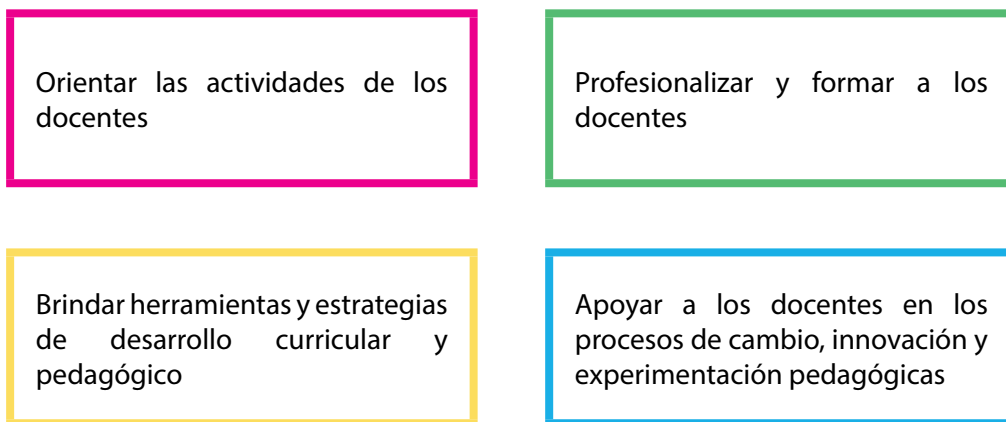 Orientar las actividades de los
docentes
Profesionalizar y formar a los
docentes
Brindar herramientas y estrategias
de desarrollo curricular y
pedagógico
Apoyar a los docentes en los
procesos de cambio, innovación y
experimentación pedagógicas